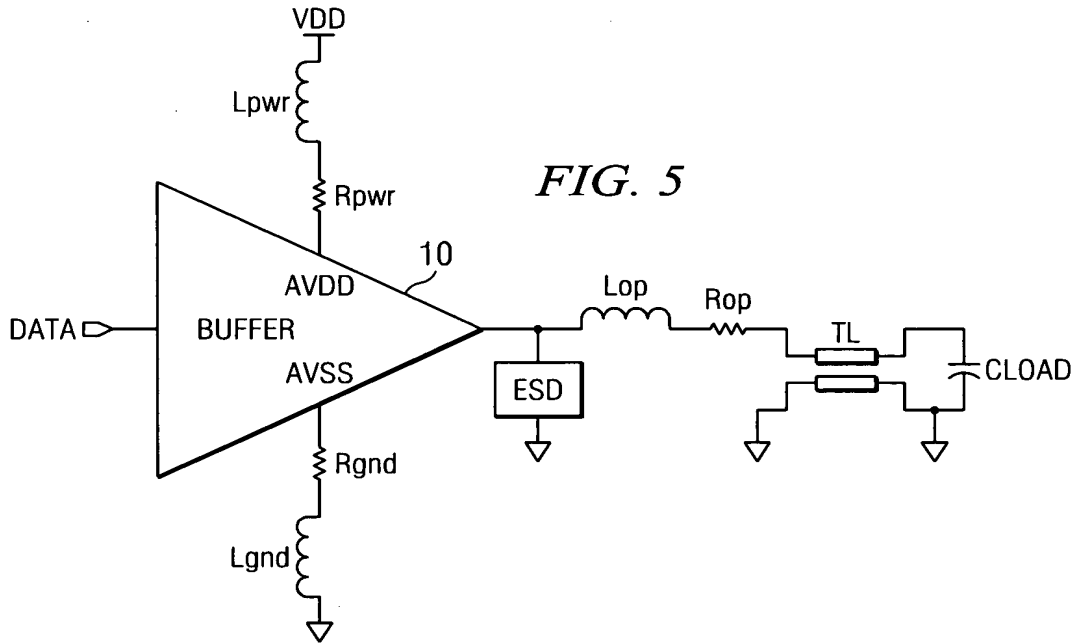 VDD
Lpwr
Rpwr
FIG. 5
10
AVDD
Lop
Rop
DATA
BUFFER
TL
AVSS
ESD
CLOAD
Rgnd
Lgnd